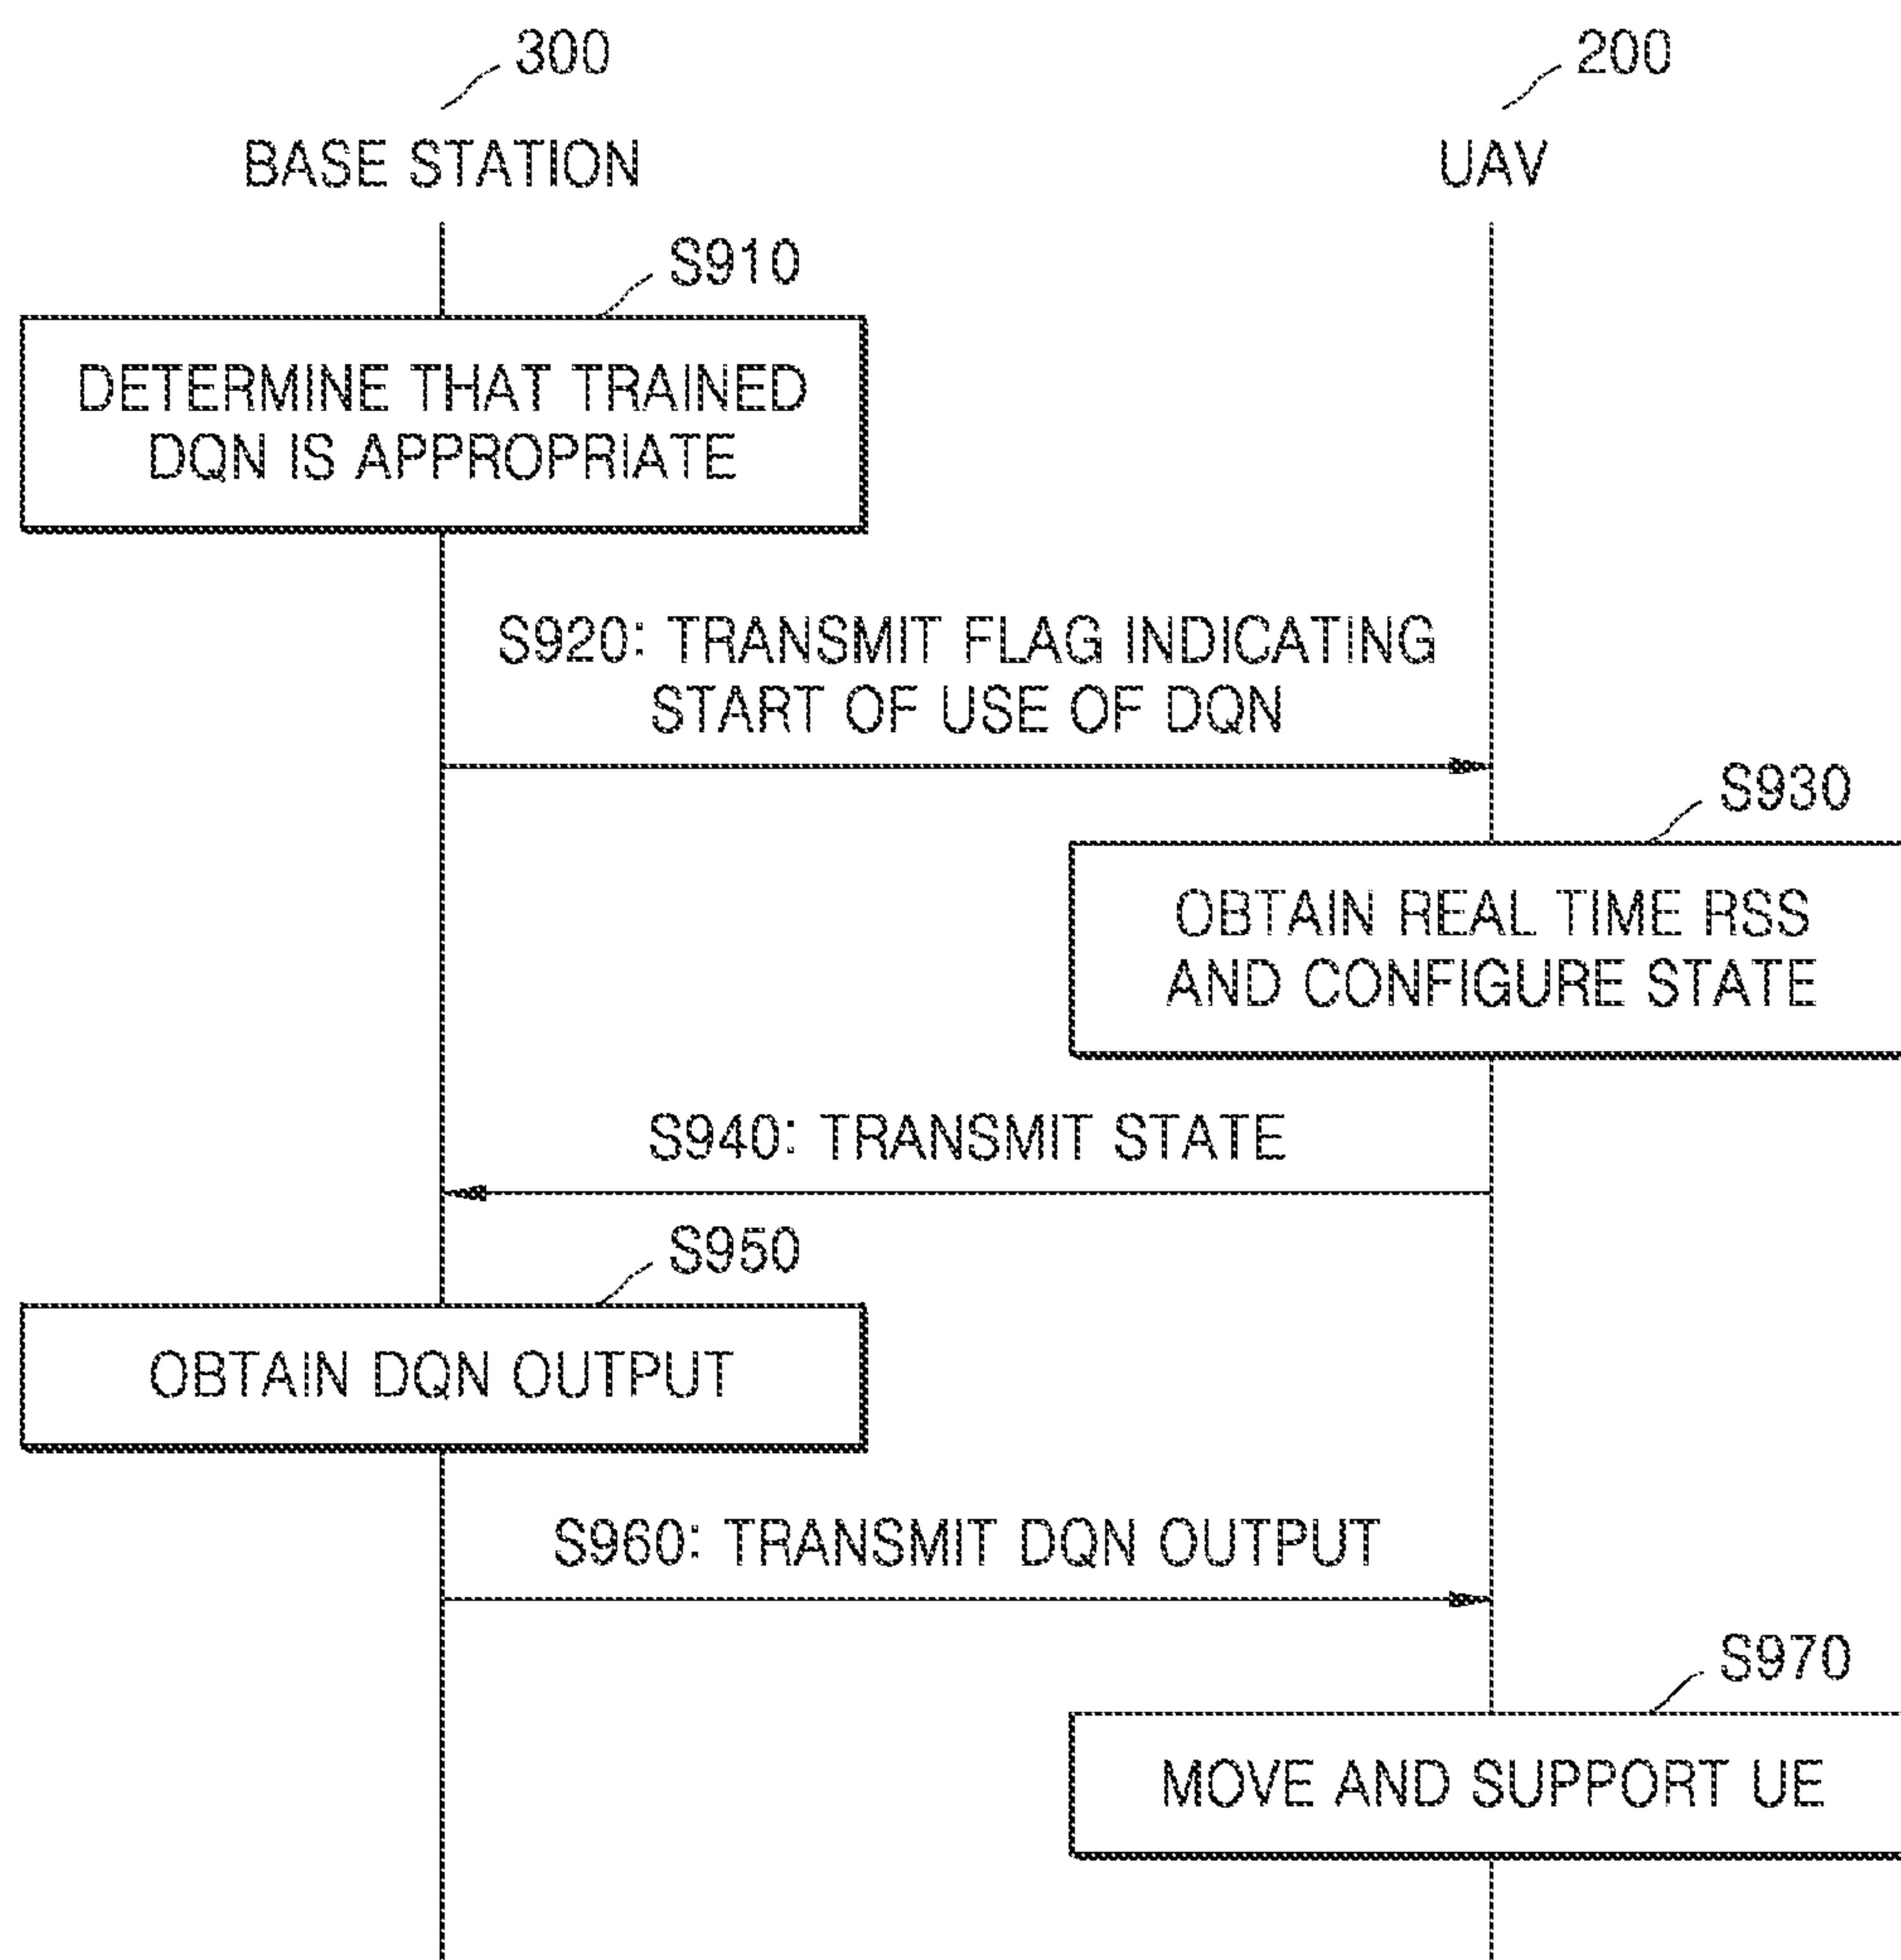 300
200
BASE STATION
UAV
S910
DETERMINE THAT TRAINED
DQN IS APPROPRIATE
S920: TRANSMIT FLAG INDICATING
START OF USE OF DQN
S930
OBTAIN REAL TIME RSS
AND CONFIGURE STATE
S940: TRANSMIT STATE
S950
OBTAIN DQN OUTPUT
S960: TRANSMIT DQN OUTPUT
S970
MOVE AND SUPPORT UE